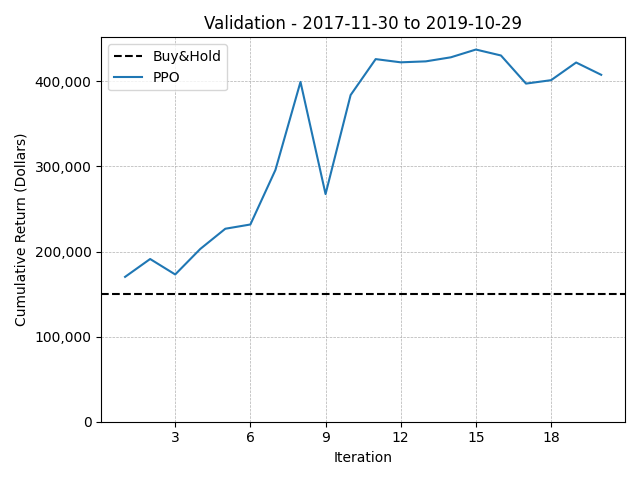 Validation - 2017-11-30 to 2019-10-29
Buy&Hold
PPO
Cumulative Return (Dollars)
400,000
300,000
200,000
100,000
0
3 6 9 12 15 18
Iteration